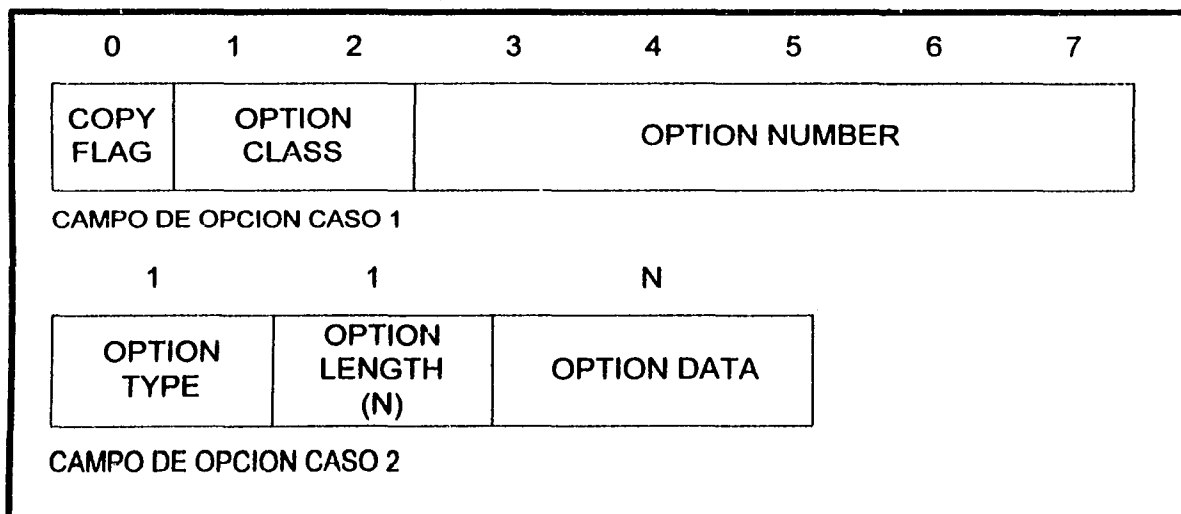 0 1 2 3 4 5 6 7
COPY FLAG
OPTION CLASS
OPTION NUMBER
CAMPO DE OPCION CASO 1
1 1 N
OPTION TYPE
OPTION LENGTH (N)
OPTION DATA
CAMPO DE OPCION CASO 2